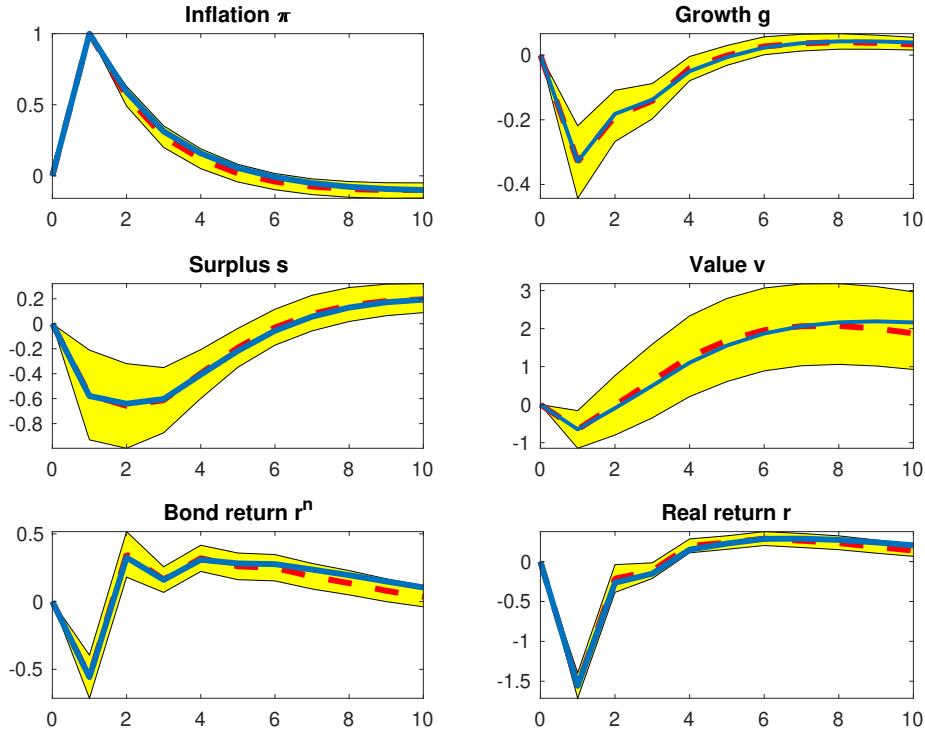 Inflation π
1
0.5
0
0 2 4 6 8 10
Growth g
0
-0.2
-0.4
0 2 4 6 8 10
Surplus s
0.2
0
-0.2
-0.4
-0.6
-0.8
0 2 4 6 8 10
Value v
3
2
1
0
-1
0 2 4 6 8 10
Bond return rⁿ
0.5
0
-0.5
0 2 4 6 8 10
Real return r
0
-0.5
-1
-1.5
0 2 4 6 8 10